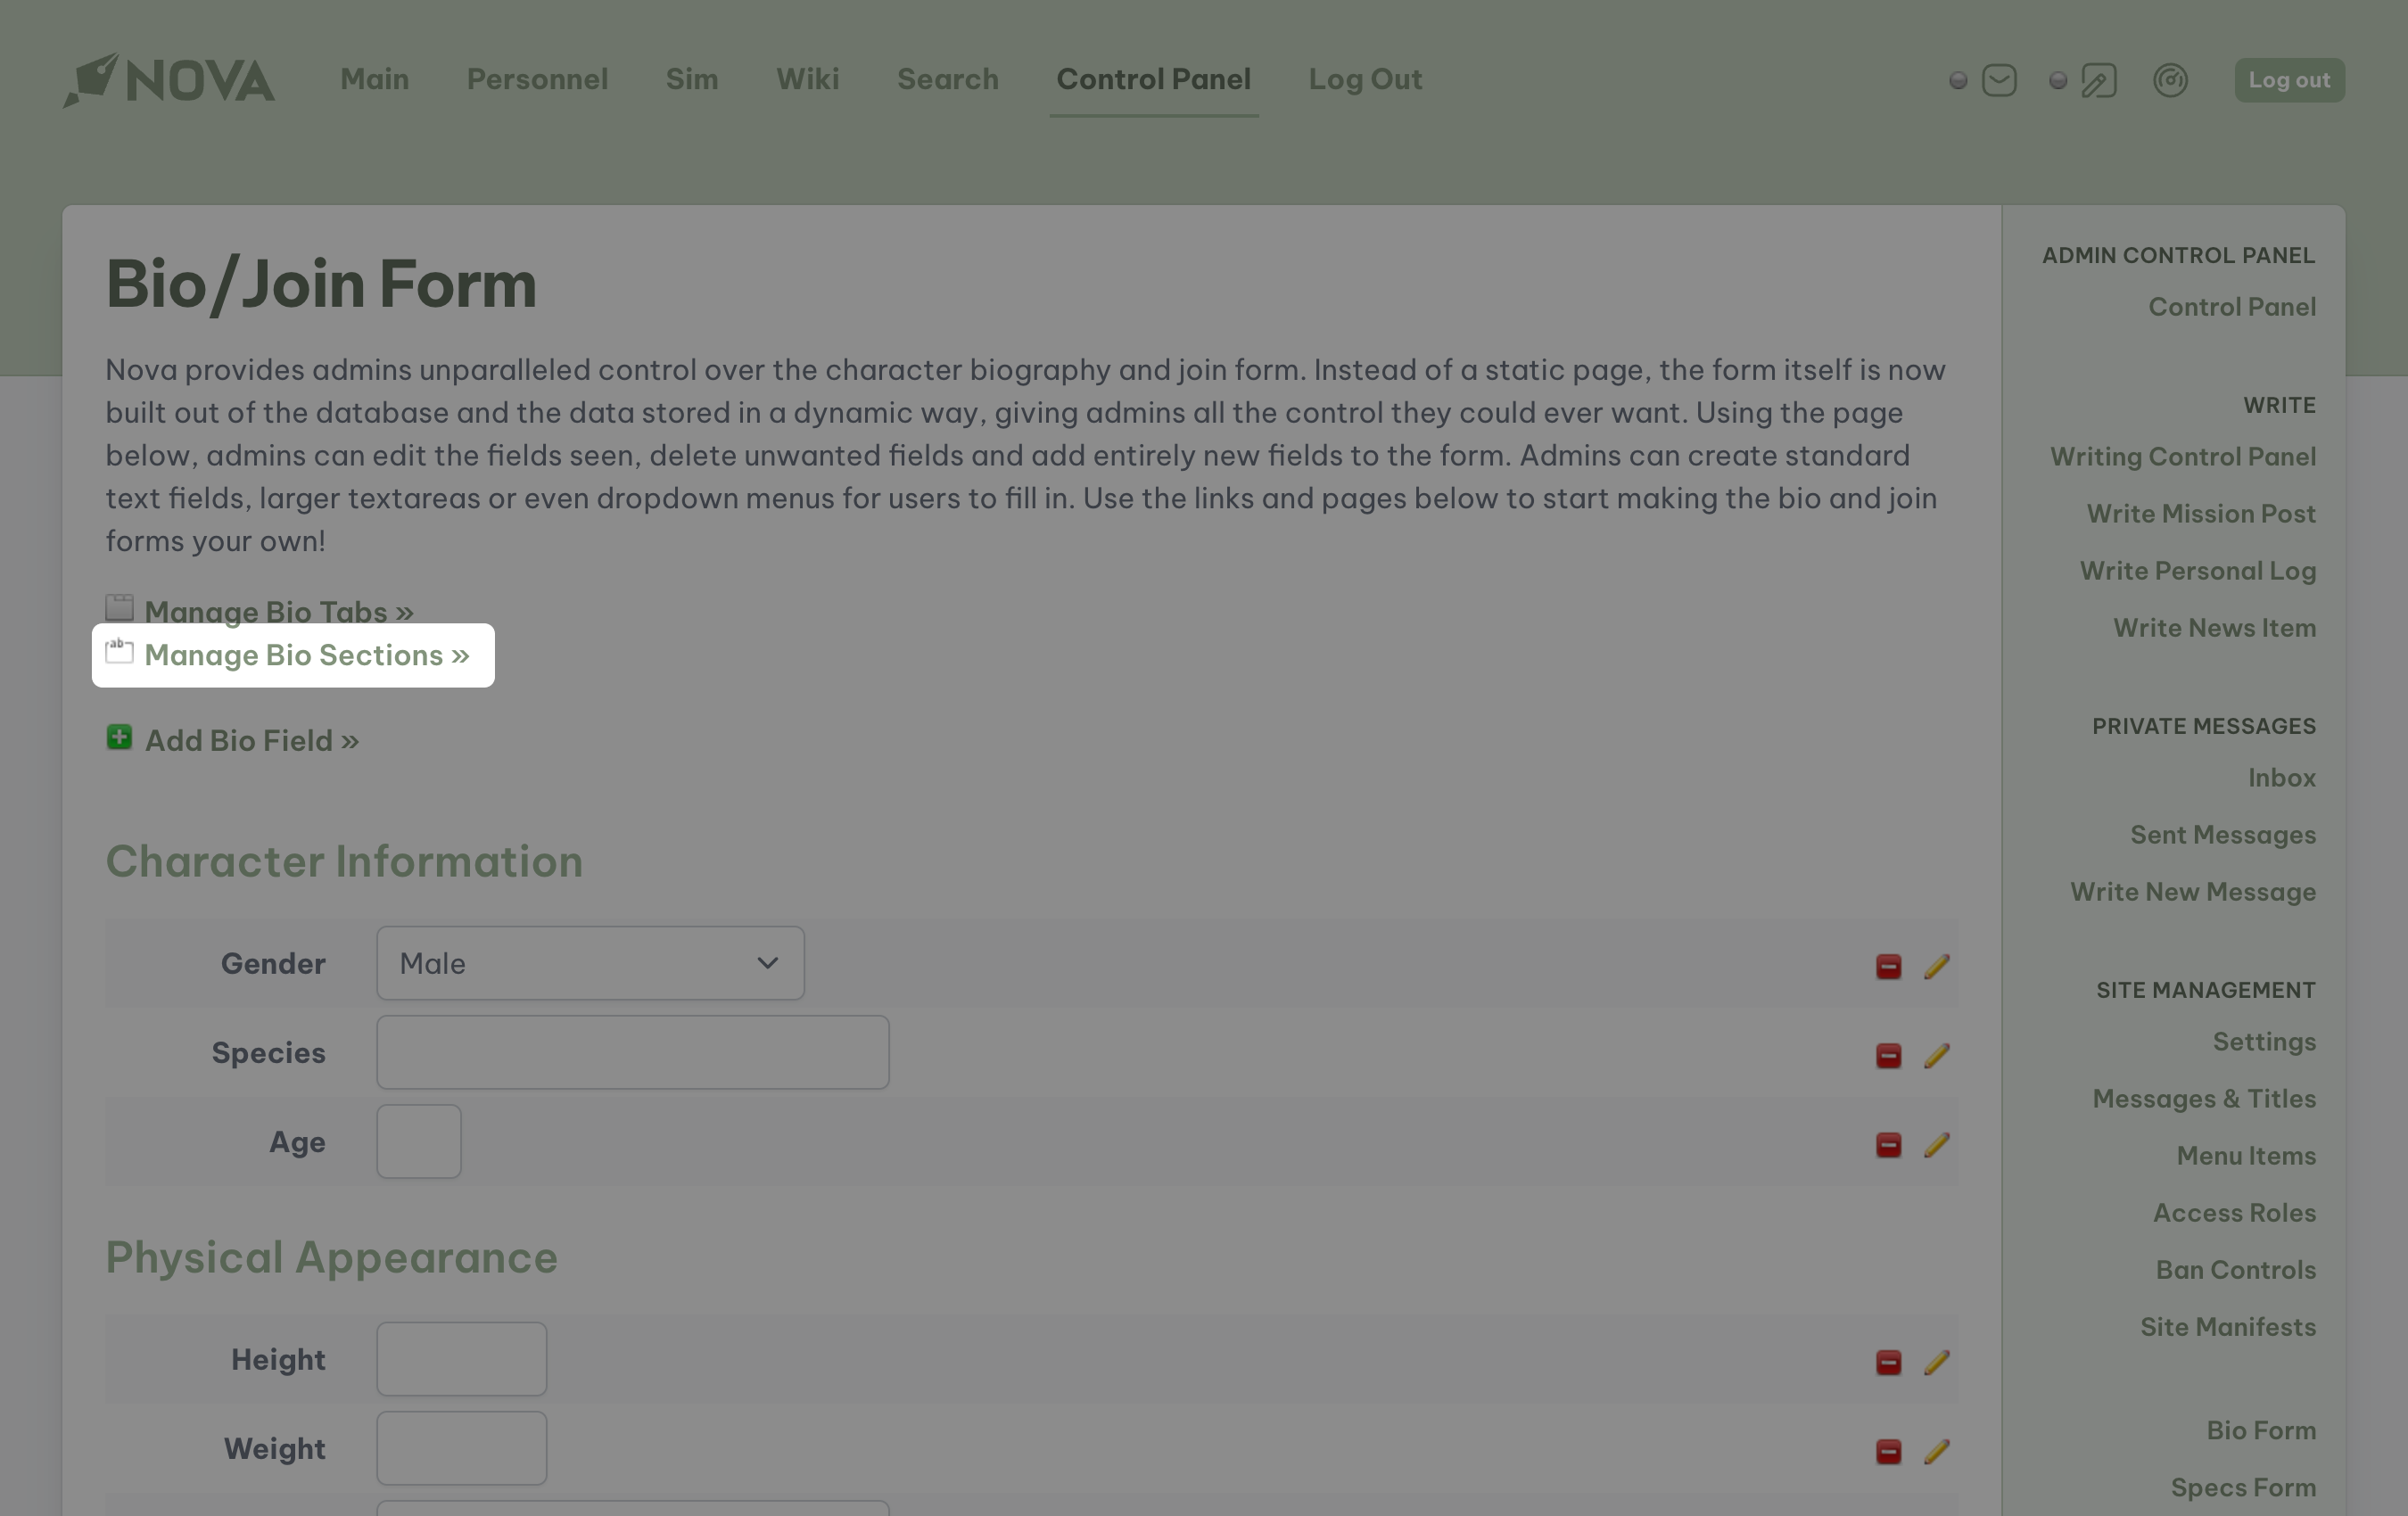 NOVA
Main
Personnel
Sim
Wiki
Search
Control Panel
Log Out
Log out
Bio/Join Form
Nova provides admins unparalleled control over the character biography and join form. Instead of a static page, the form itself is now
built out of the database and the data stored in a dynamic way, giving admins all the control they could ever want. Using the page
below, admins can edit the fields seen, delete unwanted fields and add entirely new fields to the form. Admins can create standard
text fields, larger textareas or even dropdown menus for users to fill in. Use the links and pages below to start making the bio and join
forms your own!
Manage Bio Tabs »
ab
Manage Bio Sections »
Add Bio Field »
Character Information
Gender
Male
Species
Age
Physical Appearance
Height
Weight
ADMIN CONTROL PANEL
Control Panel
WRITE
Writing Control Panel
Write Mission Post
Write Personal Log
Write News Item
PRIVATE MESSAGES
Inbox
Sent Messages
Write New Message
SITE MANAGEMENT
Settings
Messages & Titles
Menu Items
Access Roles
Ban Controls
Site Manifests
Bio Form
Specs Form